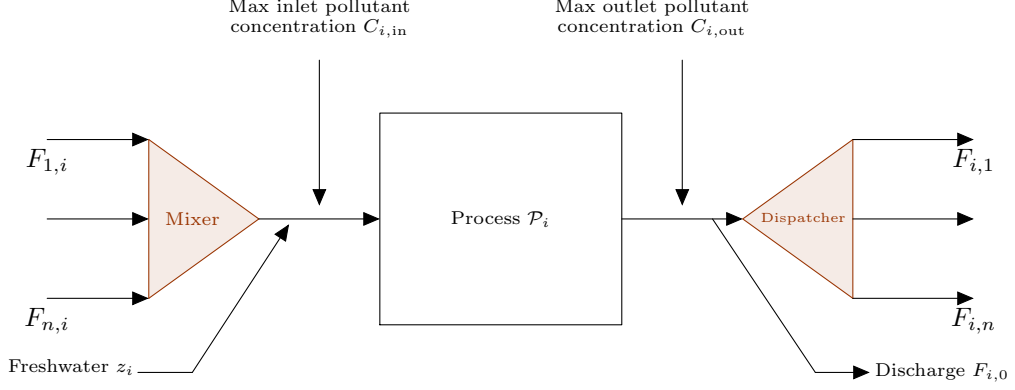 Max inlet pollutant
concentration C_{i,in}
Max outlet pollutant
concentration C_{i,out}
F_{1,i}
F_{i,1}
Mixer
Process P_i
Dispatcher
F_{n,i}
F_{i,n}
Freshwater z_i
Discharge F_{i,0}